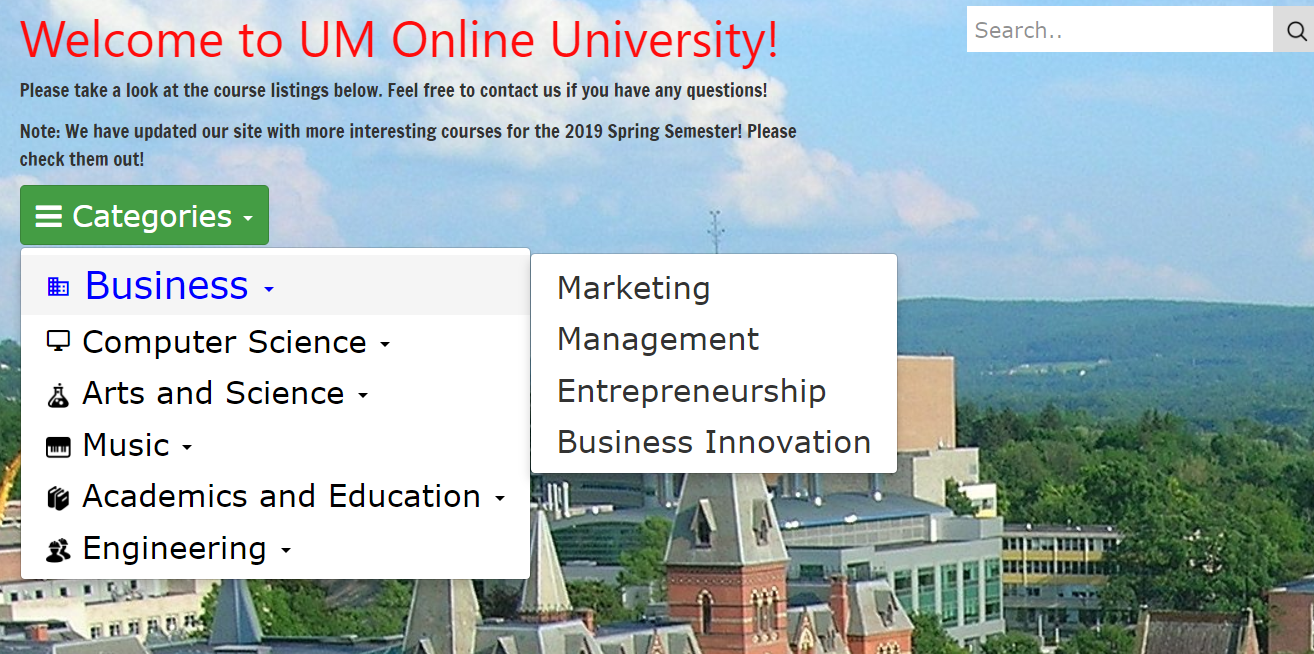 Welcome to UM Online University!
Search..
Please take a look at the course listings below. Feel free to contact us if you have any questions!
Note: We have updated our site with more interesting courses for the 2019 Spring Semester! Please
check them out!
Categories
Business
Computer Science
Arts and Science
Music
Academics and Education
Engineering
Marketing
Management
Entrepreneurship
Business Innovation